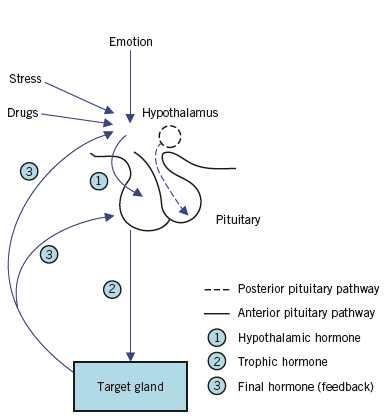 Emotion
Stress
Drugs
Hypothalamus
3
1
Pituitary
3
2
Posterior pituitary pathway
Anterior pituitary pathway
1 Hypothalamic hormone
2 Trophic hormone
3 Final hormone (feedback)
Target gland